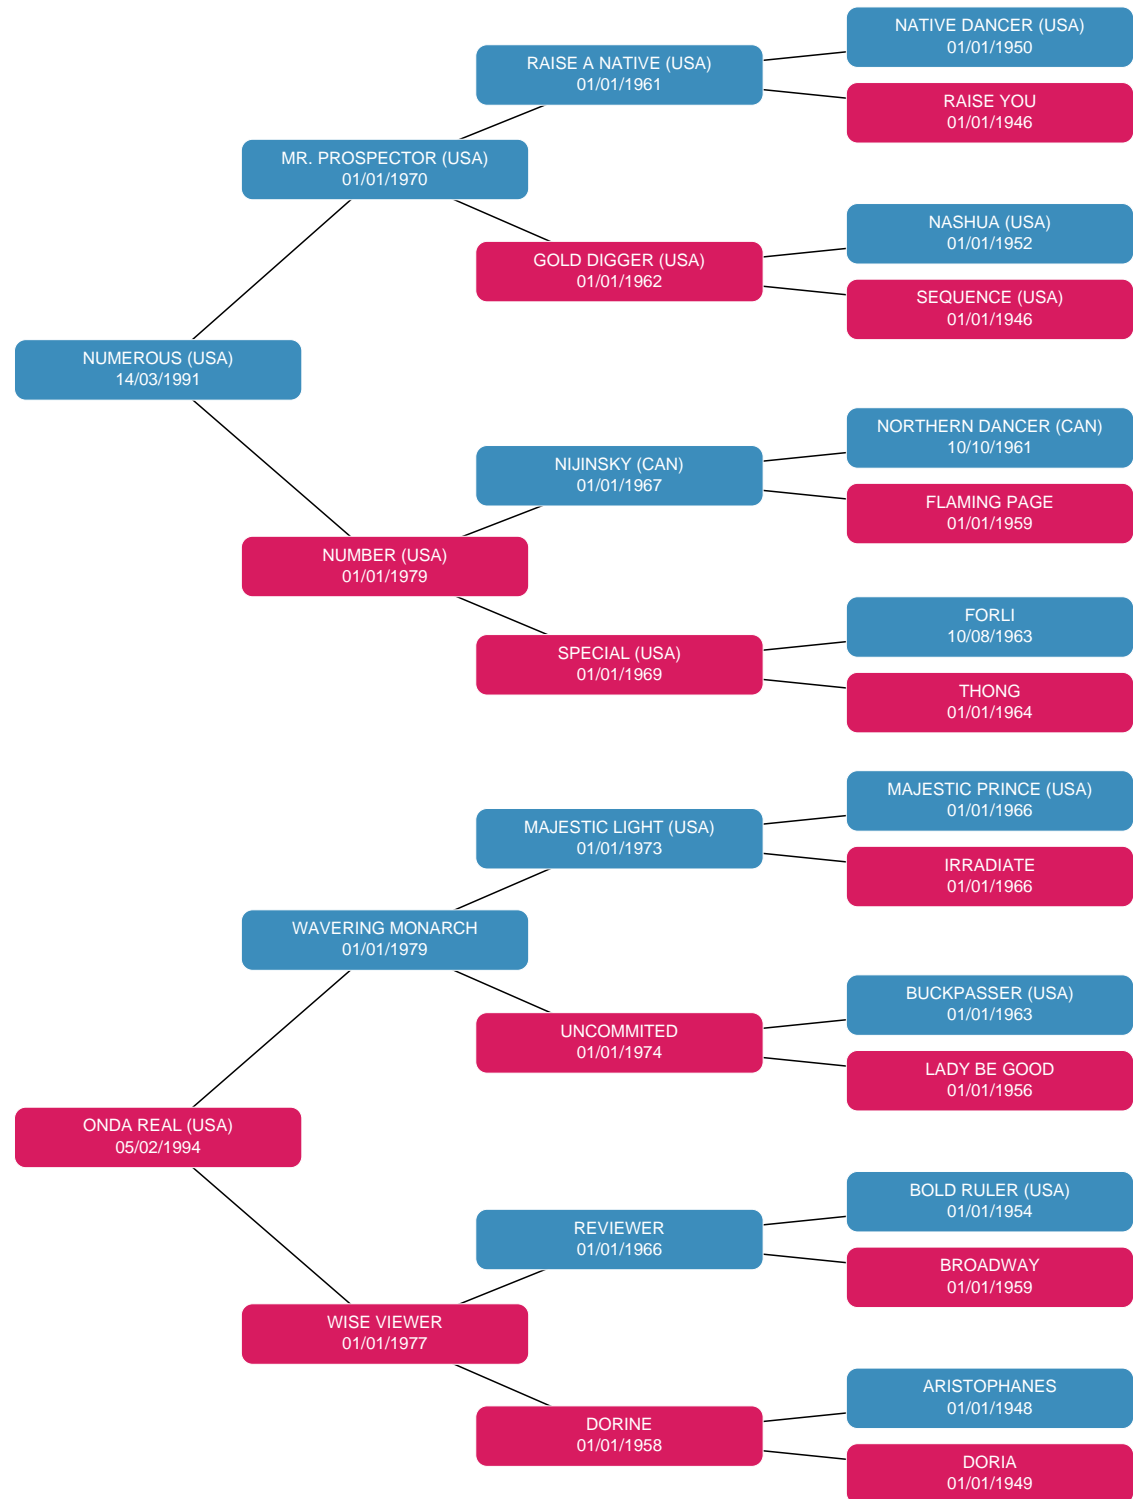 NATIVE DANCER (USA)
01/01/1950
RAISE A NATIVE (USA)
01/01/1961
RAISE YOU
01/01/1946
MR. PROSPECTOR (USA)
01/01/1970
NASHUA (USA)
01/01/1952
GOLD DIGGER (USA)
01/01/1962
SEQUENCE (USA)
01/01/1946
NUMEROUS (USA)
14/03/1991
NORTHERN DANCER (CAN)
10/10/1961
NIJINSKY (CAN)
01/01/1967
FLAMING PAGE
01/01/1959
NUMBER (USA)
01/01/1979
FORLI
10/08/1963
SPECIAL (USA)
01/01/1969
THONG
01/01/1964
MAJESTIC PRINCE (USA)
01/01/1966
MAJESTIC LIGHT (USA)
01/01/1973
IRRADIATE
01/01/1966
WAVERING MONARCH
01/01/1979
BUCKPASSER (USA)
01/01/1963
UNCOMMITED
01/01/1974
LADY BE GOOD
01/01/1956
ONDA REAL (USA)
05/02/1994
BOLD RULER (USA)
01/01/1954
REVIEWER
01/01/1966
BROADWAY
01/01/1959
WISE VIEWER
01/01/1977
ARISTOPHANES
01/01/1948
DORINE
01/01/1958
DORIA
01/01/1949